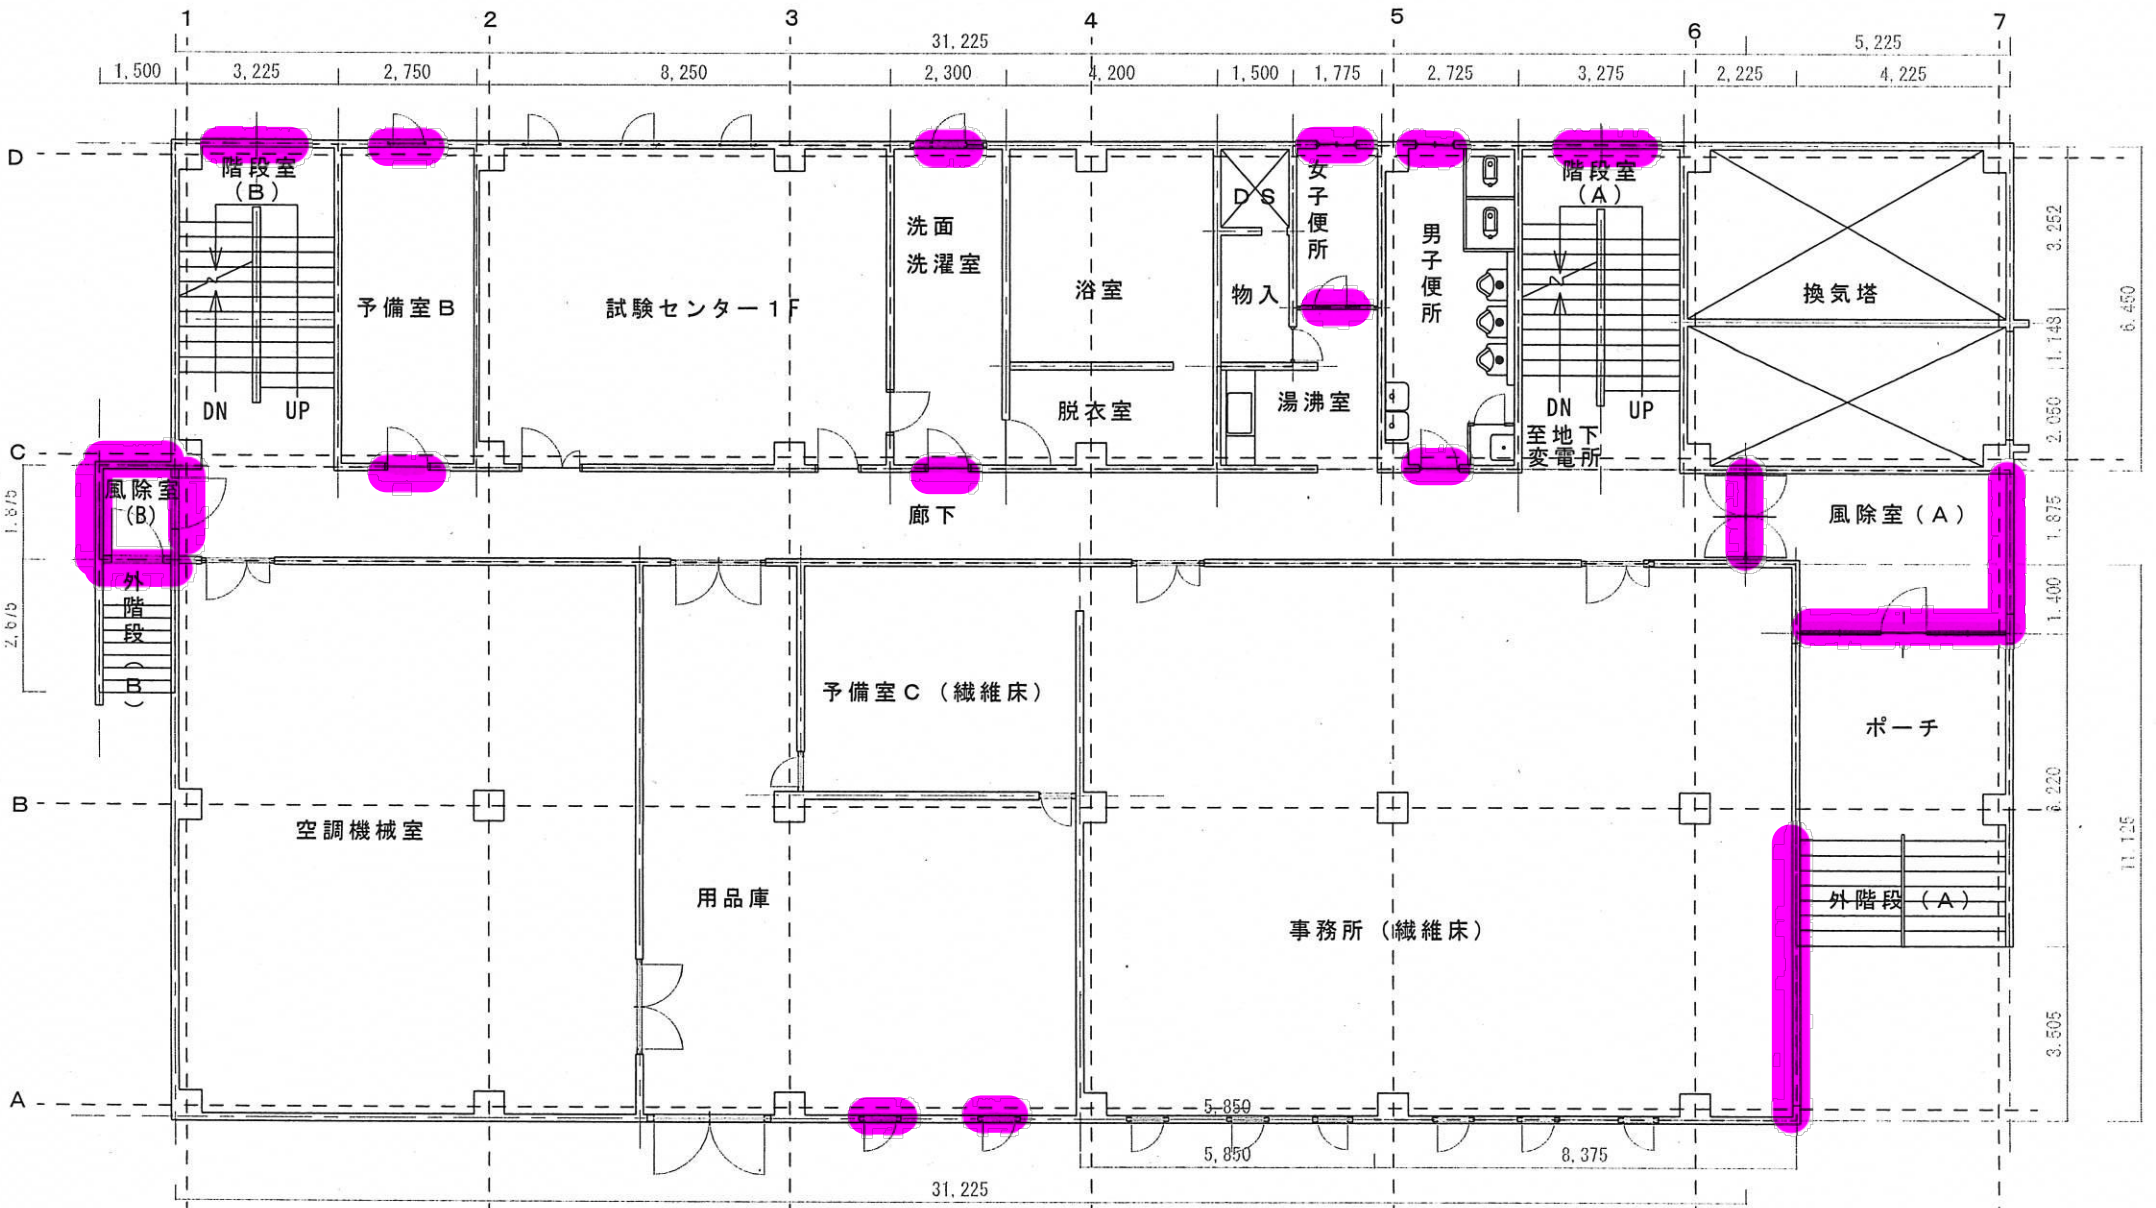 1
2
3
4
5
6
7
31,225
5,225
1,500
3,225
2,750
8,250
2,300
4,200
1,500
1,775
2,725
3,275
2,225
4,225
D
階段室
(B)
DN
UP
予備室B
試験センター1F
洗面
洗濯室
浴室
脱衣室
DS
物入
女子便所
湯沸室
男子便所
階段室
(A)
DN
UP
至地下
変電所
換気塔
3.252
2.050
6.450
C
風除室
(B)
1.875
廊下
風除室(A)
1.875
外階段(B)
1.400
予備室C(繊維床)
ポーチ
B
空調機械室
用品庫
事務所(繊維床)
外階段(A)
11.125
3.505
A
5,850
5,850
8,375
31,225